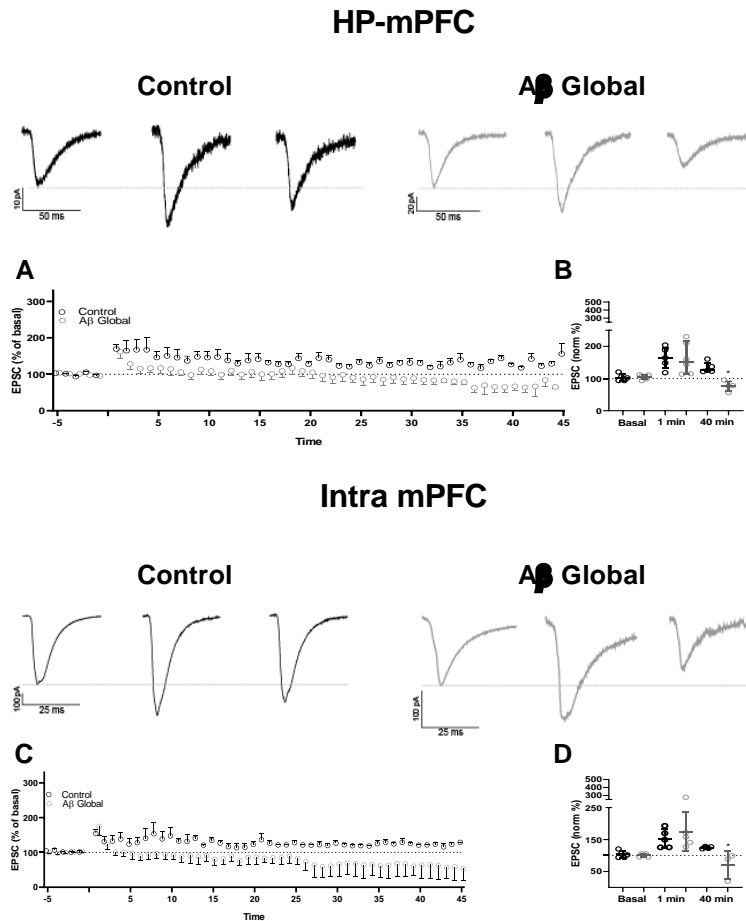 HP-mPFC
Control
Aβ Global
10 pA
50 ms
20 pA
50 ms
A
EPSC (% of basal)
300
200
100
0
Control
Aβ Global
-5 5 10 15 20 25 30 35 40 45
Time
B
EPSC (norm %)
500
400
300
200
100
0
*
Basal 1 min 40 min
Intra mPFC
Control
Aβ Global
100 pA
25 ms
100 pA
25 ms
C
EPSC (% of basal)
300
200
100
0
Control
Aβ Global
-5 0 5 10 15 20 25 30 35 40 45
Time
D
EPSC (norm %)
500
400
300
250
150
50
*
Basal 1 min 40 min